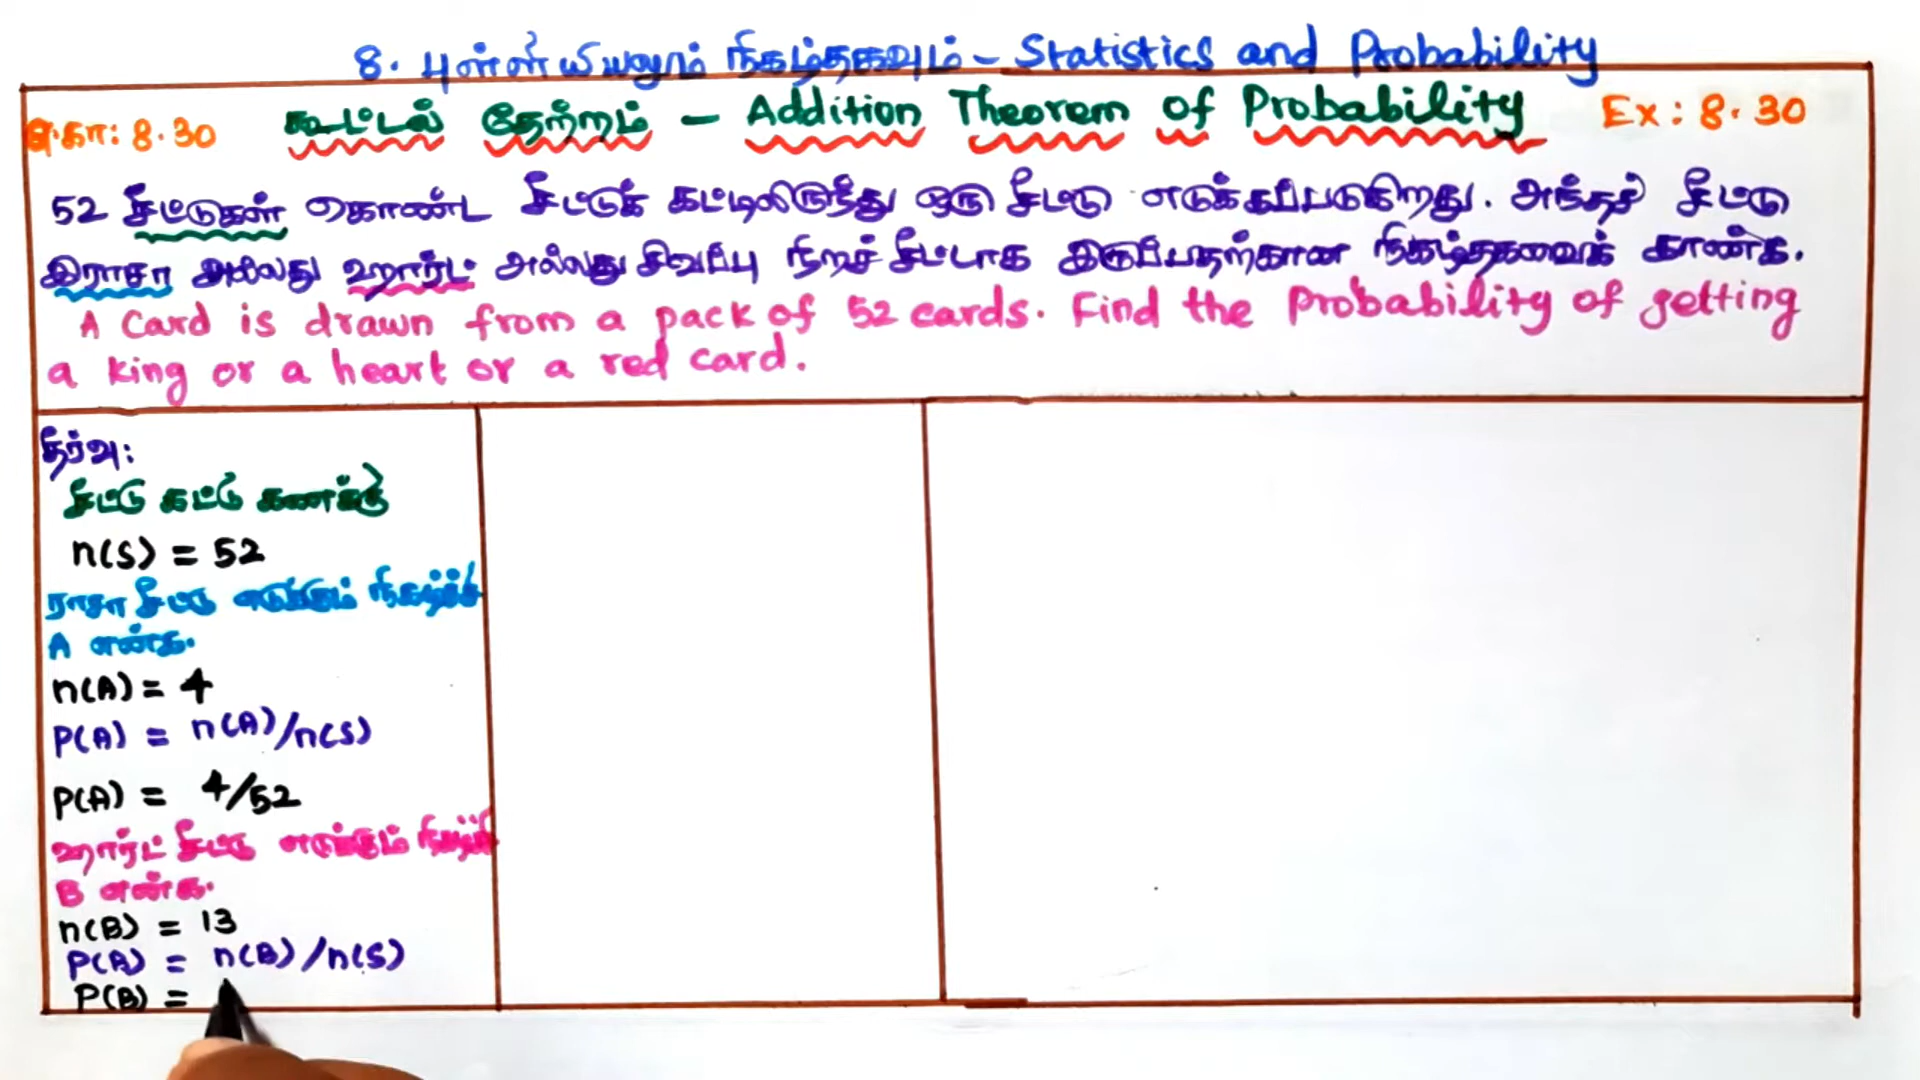 8. புள்ளியியலும் நிகழ்தகவும் - Statistics and Probability
எ.கா: 8.30 கூட்டல் தேற்றம் - Addition Theorem of Probability Ex: 8.30
52 சீட்டுகள் கொண்ட சீட்டுக் கட்டிலிருந்து ஒரு சீட்டு எடுக்கப்படுகிறது. அந்தச் சீட்டு
இராசா அல்லது ஹார்ட் அல்லது சிவப்பு நிறச் சீட்டாக இருப்பதற்கான நிகழ்தகவைக் காண்க.
A Card is drawn from a pack of 52 cards. Find the Probability of getting
a king or a heart or a red card.
தீர்வு:
சீட்டு கட்டு கணக்கு
n(S) = 52
ராசா சீட்டு எடுக்கும் நிகழ்ச்சி
A என்க.
n(A) = 4
P(A) = n(A)/n(S)
P(A) = 4/52
ஹார்ட் சீட்டு எடுக்கும் நிகழ்ச்சி
B என்க.
n(B) = 13
P(B) = n(B)/n(S)
P(B) =